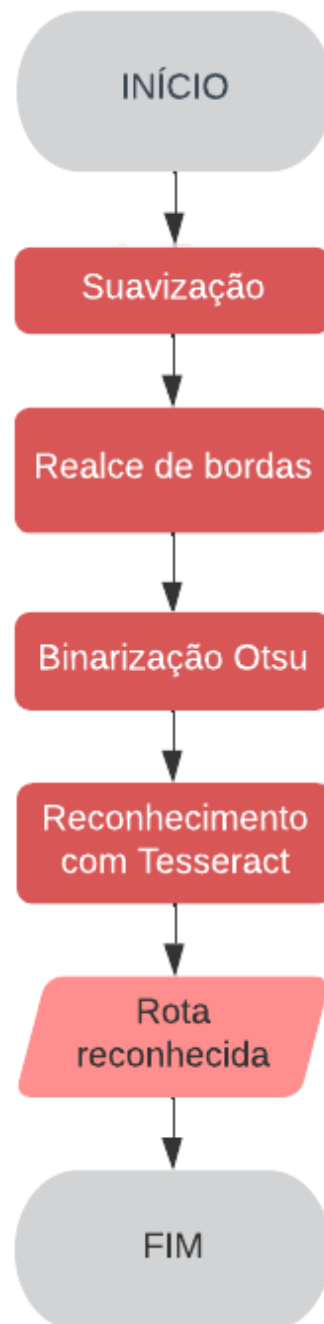 INÍCIO
Suavização
Realce de bordas
Binarização Otsu
Reconhecimento
com Tesseract
Rota
reconhecida
FIM